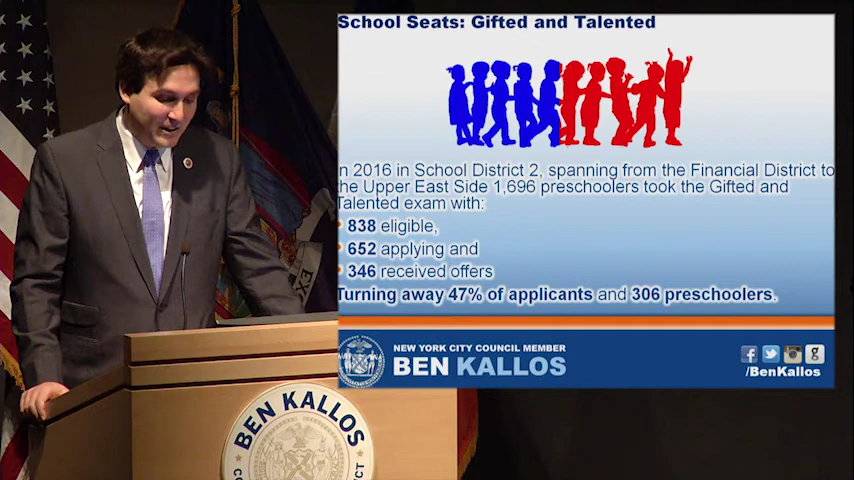 School Seats: Gifted and Talented
n 2016 in School District 2, spanning from the Financial District to
the Upper East Side 1,696 preschoolers took the Gifted and
Talented exam with:
838 eligible,
652 applying and
346 received offers
Turning away 47% of applicants and 306 preschoolers.
NEW YORK CITY COUNCIL MEMBER
BEN KALLOS
/BenKallos
BEN KALLOS
EXC